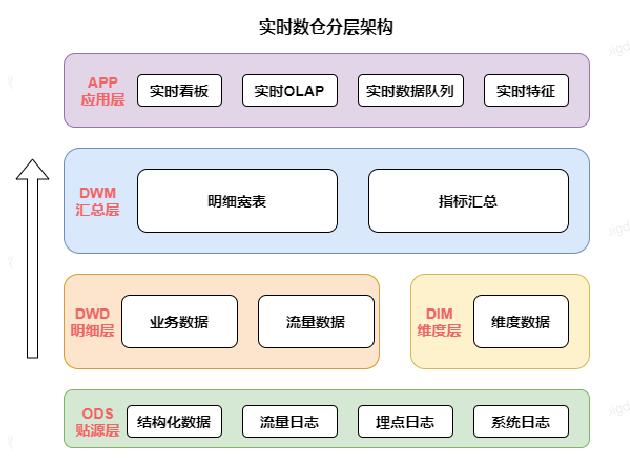 实时数仓分层架构
APP
应用层
实时看板
实时OLAP
实时数据队列
实时特征
DWM
汇总层
明细宽表
指标汇总
DWD
明细层
业务数据
流量数据
DIM
维度层
维度数据
ODS
贴源层
结构化数据
流量日志
埋点日志
系统日志